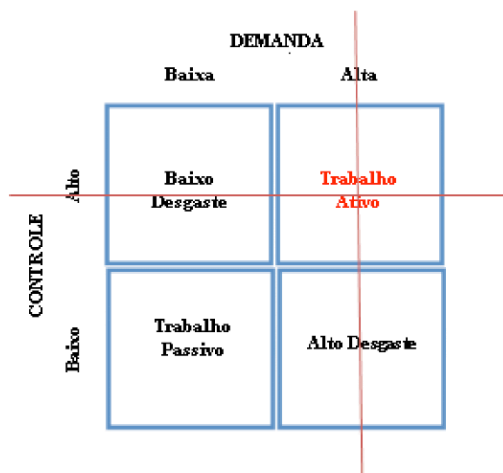 DEMANDA
Baixa
Alta
CONTROLE
Alto
Baixo
Desgaste
Trabalho
Ativo
Baixo
Trabalho
Passivo
Alto Desgaste